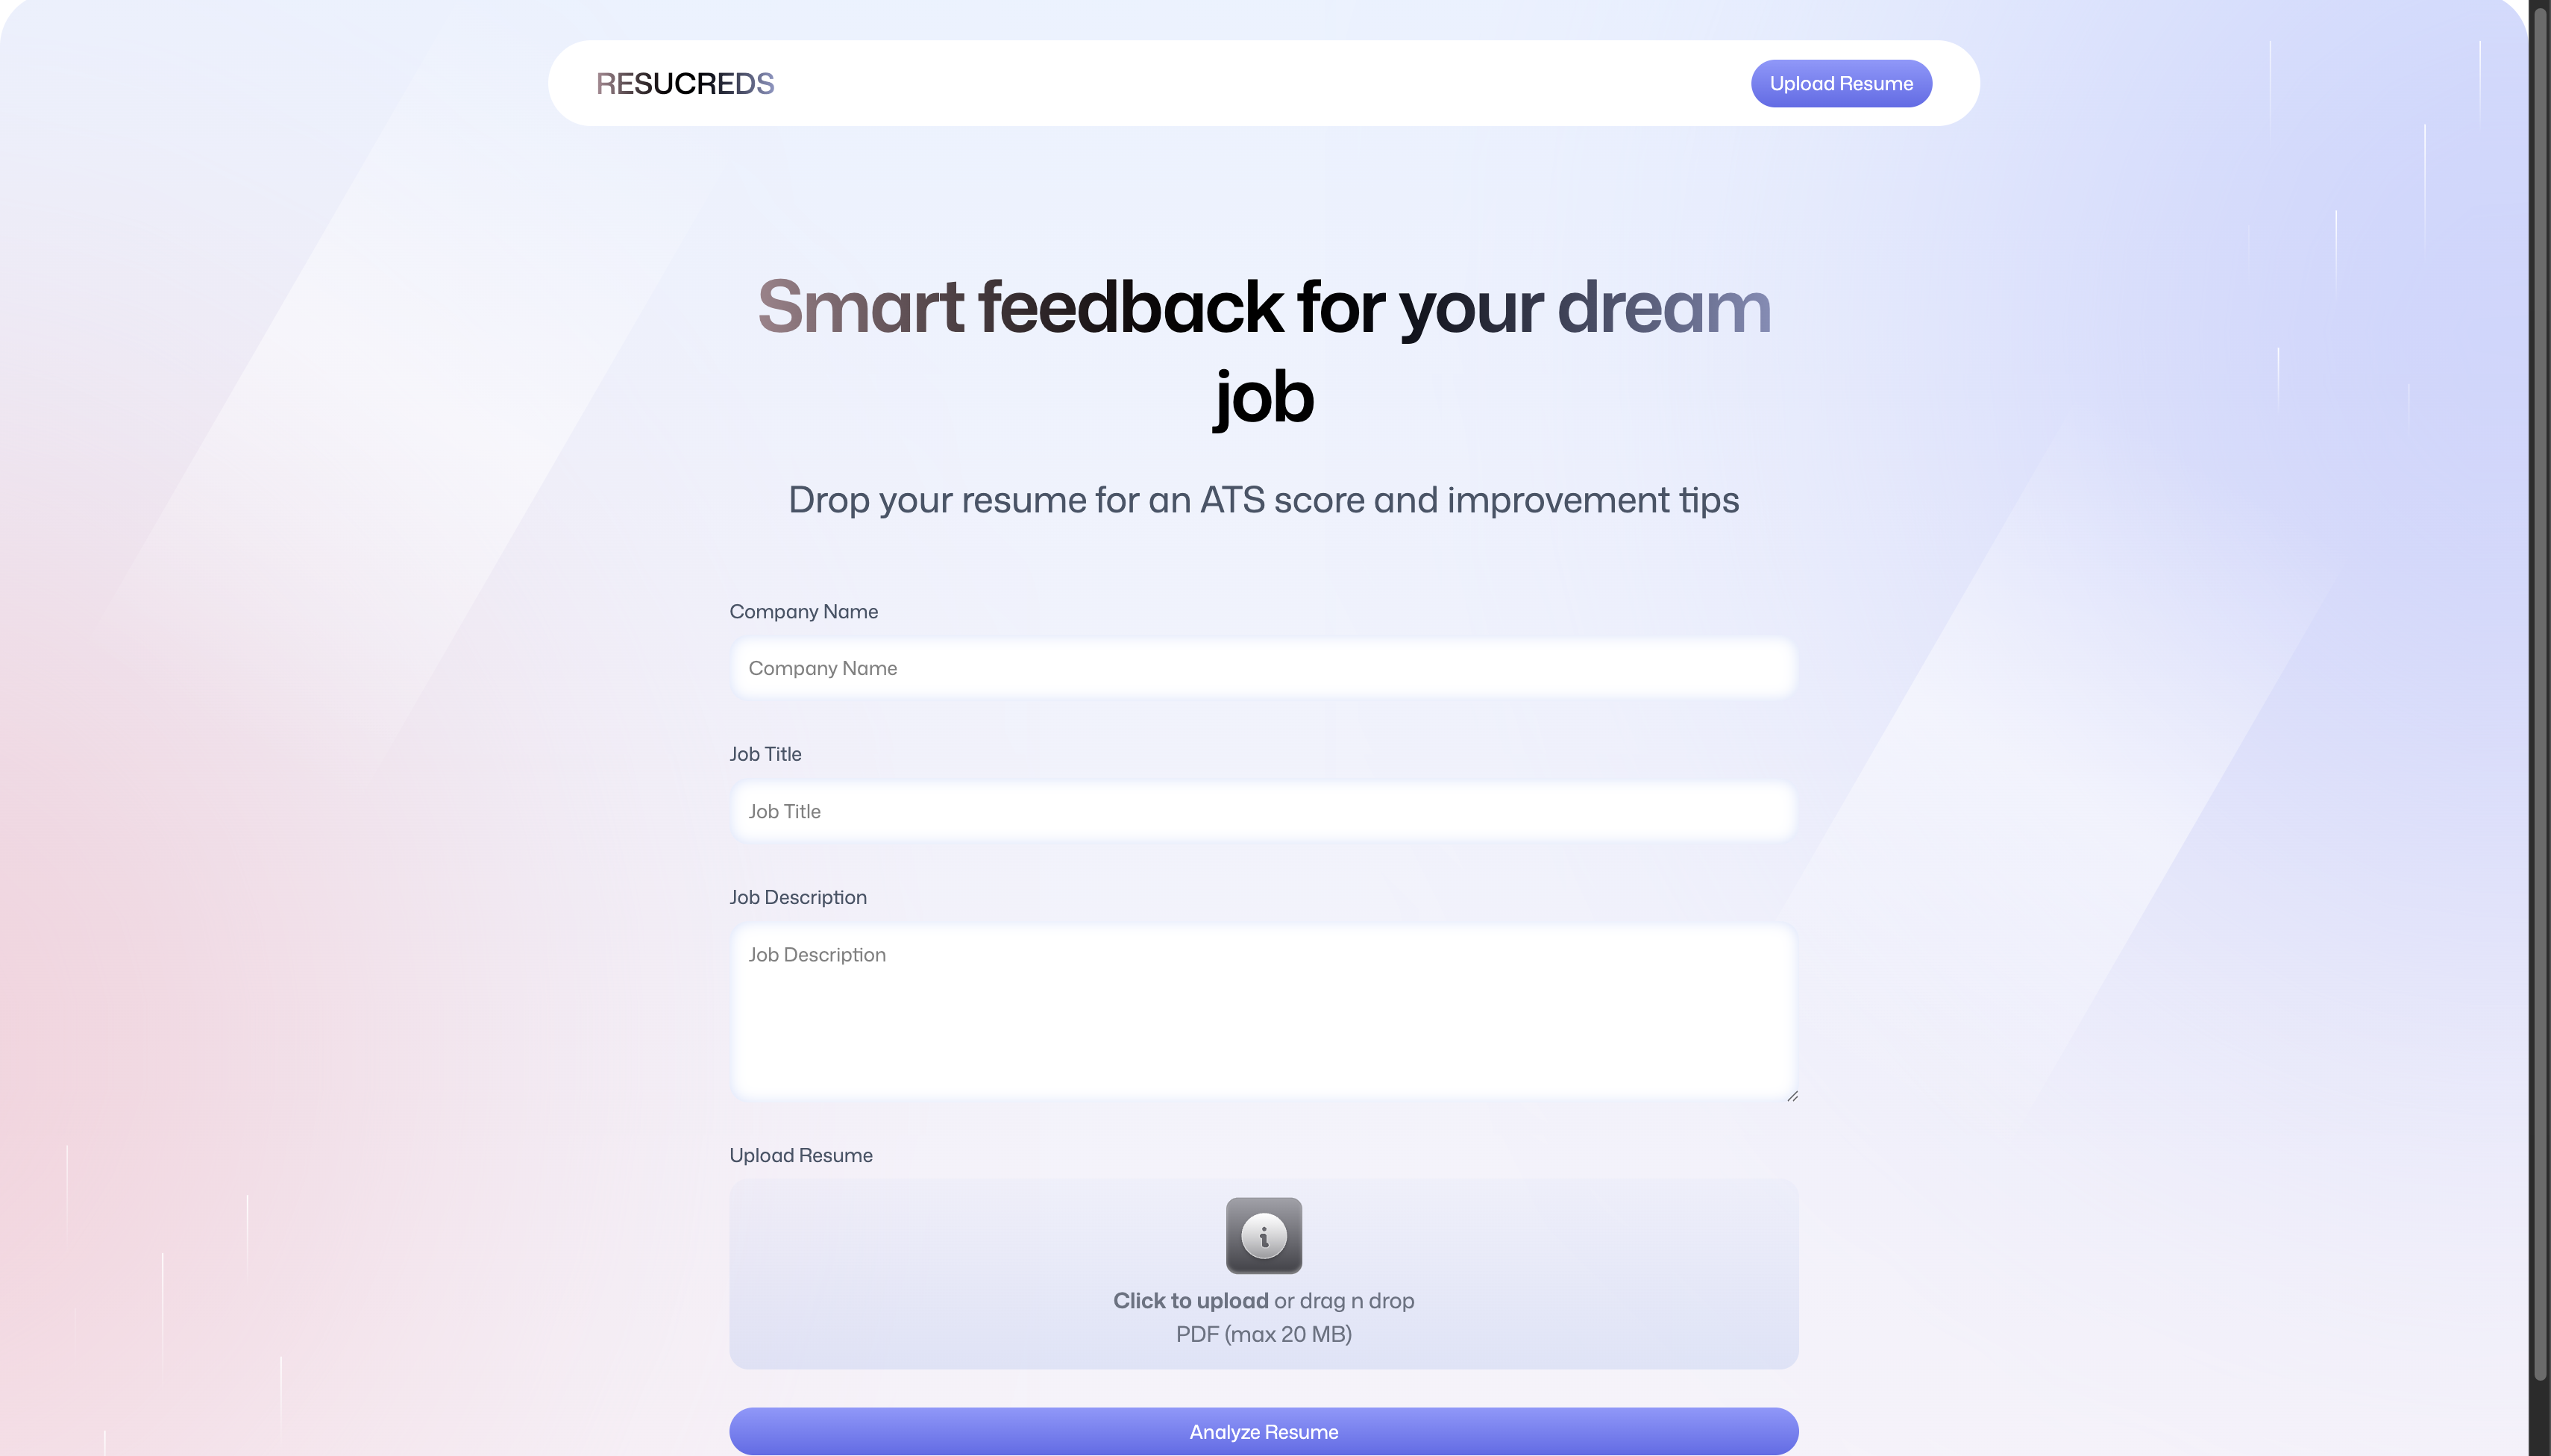 RESUCREDS
Upload Resume
Smart feedback for your dream
job
Drop your resume for an ATS score and improvement tips
Company Name
Company Name
Job Title
Job Title
Job Description
Job Description
Upload Resume
i
Click to upload or drag n drop
PDF (max 20 MB)
Analyze Resume